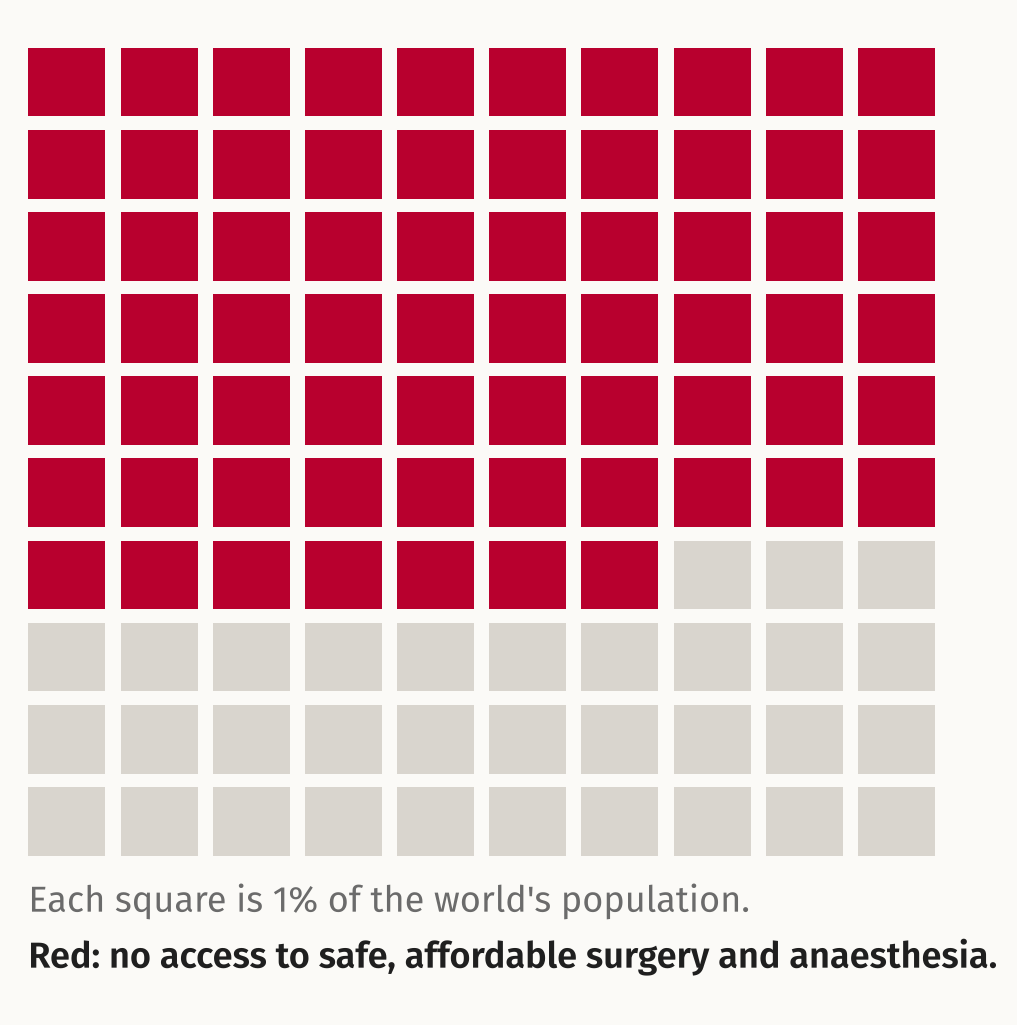 Each square is 1% of the world's population.
Red: no access to safe, affordable surgery and anaesthesia.